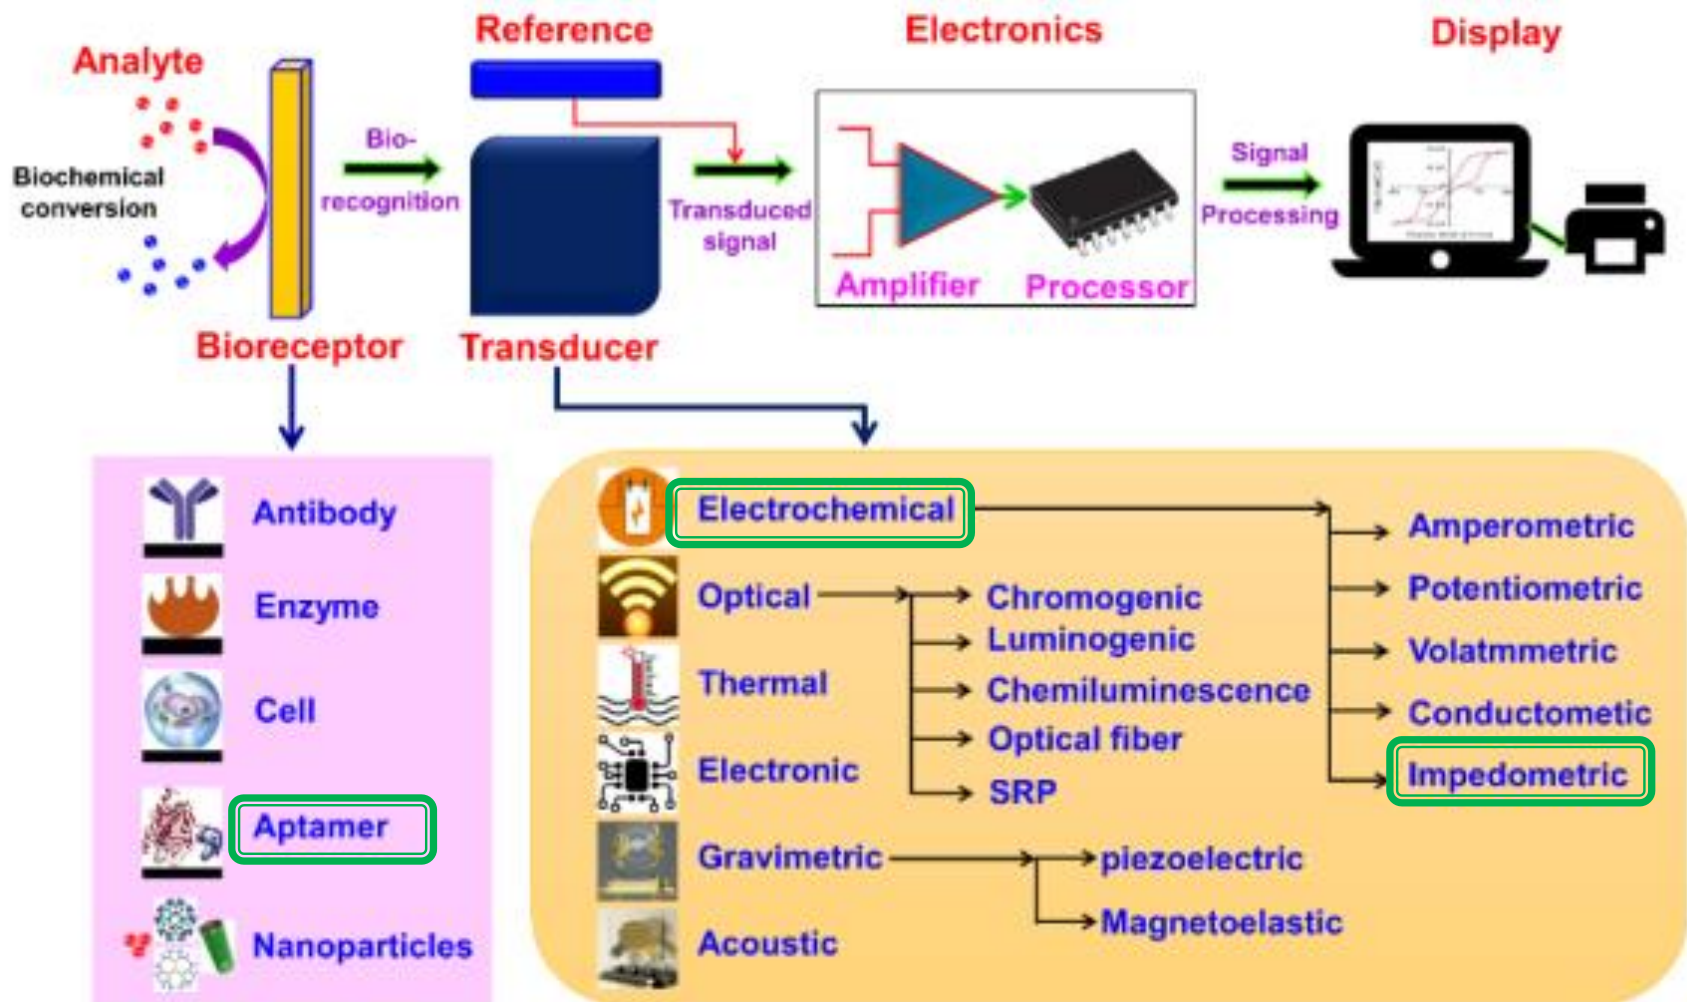 Analyte
Reference
Electronics
Display
Biochemical
conversion
Bio-
recognition
Transduced
signal
Amplifier
Processor
Signal
Processing
Bioreceptor
Transducer
Antibody
Enzyme
Cell
Aptamer
Nanoparticles
Electrochemical
Optical
Thermal
Electronic
Gravimetric
Acoustic
Chromogenic
Luminogenic
Chemiluminescence
Optical fiber
SRP
piezoelectric
Magnetoelastic
Amperometric
Potentiometric
Volatmmetric
Conductometic
Impedometric